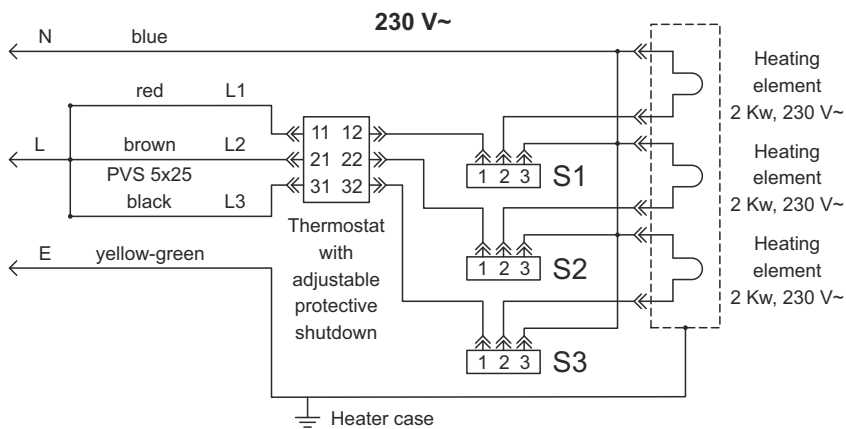 230 V~
N blue
red L1
L brown L2
PVS 5x25
black L3
E yellow-green
11 12
21 22
31 32
Thermostat
with
adjustable
protective
shutdown
1 2 3 S1
1 2 3 S2
1 2 3 S3
Heating
element
2 Kw, 230 V~
Heating
element
2 Kw, 230 V~
Heating
element
2 Kw, 230 V~
Heater case